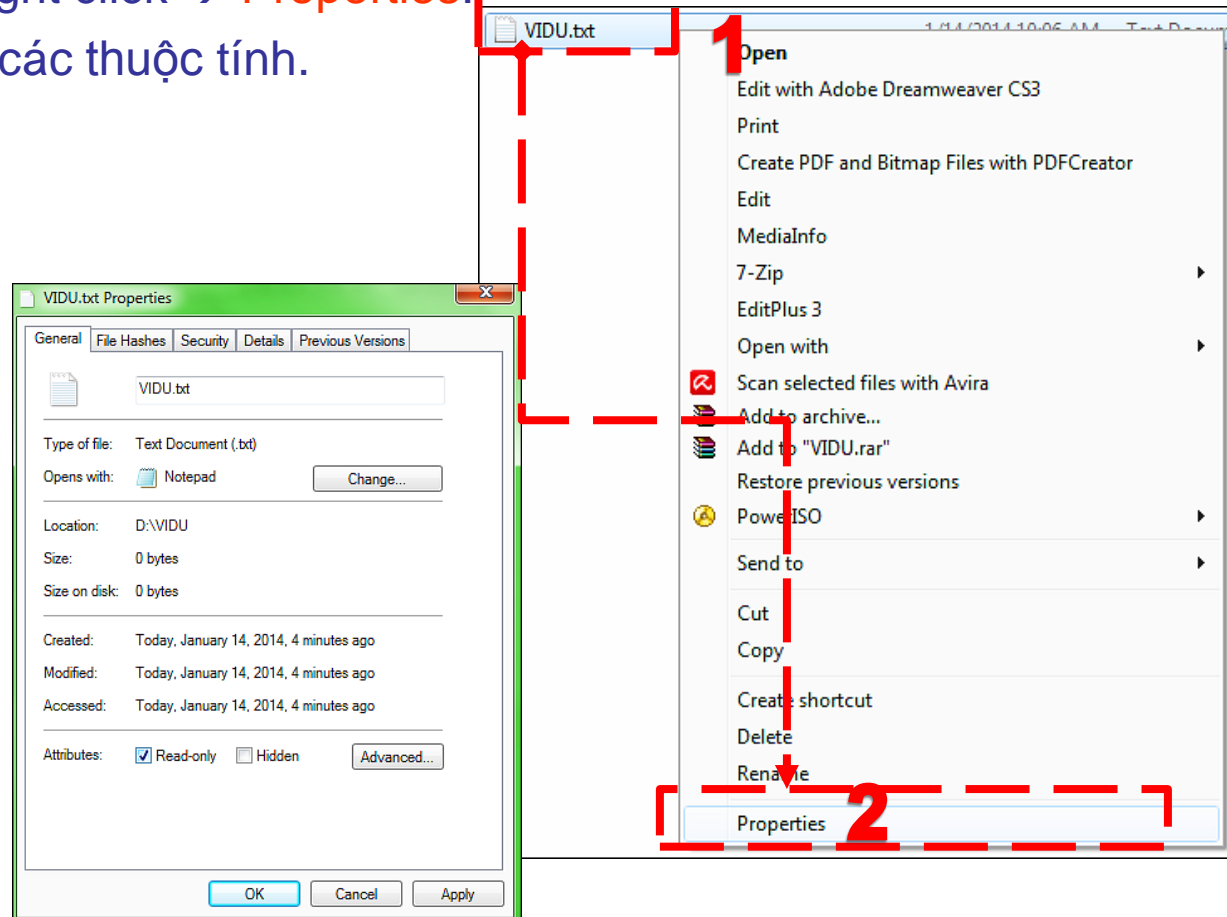 ght click → Properties.
các thuộc tính.
VIDU.txt
1
Open
Edit with Adobe Dreamweaver CS3
Print
Create PDF and Bitmap Files with PDFCreator
Edit
MediaInfo
7-Zip
EditPlus 3
Open with
Scan selected files with Avira
Add to archive...
Add to "VIDU.rar"
Restore previous versions
PowerISO
Send to
Cut
Copy
Create shortcut
Delete
Rename
Properties
2
VIDU.txt Properties
General File Hashes Security Details Previous Versions
VIDU.txt
Type of file: Text Document (.txt)
Opens with: Notepad Change...
Location: D:\VIDU
Size: 0 bytes
Size on disk: 0 bytes
Created: Today, January 14, 2014, 4 minutes ago
Modified: Today, January 14, 2014, 4 minutes ago
Accessed: Today, January 14, 2014, 4 minutes ago
Attributes: Read-only Hidden Advanced...
OK Cancel Apply